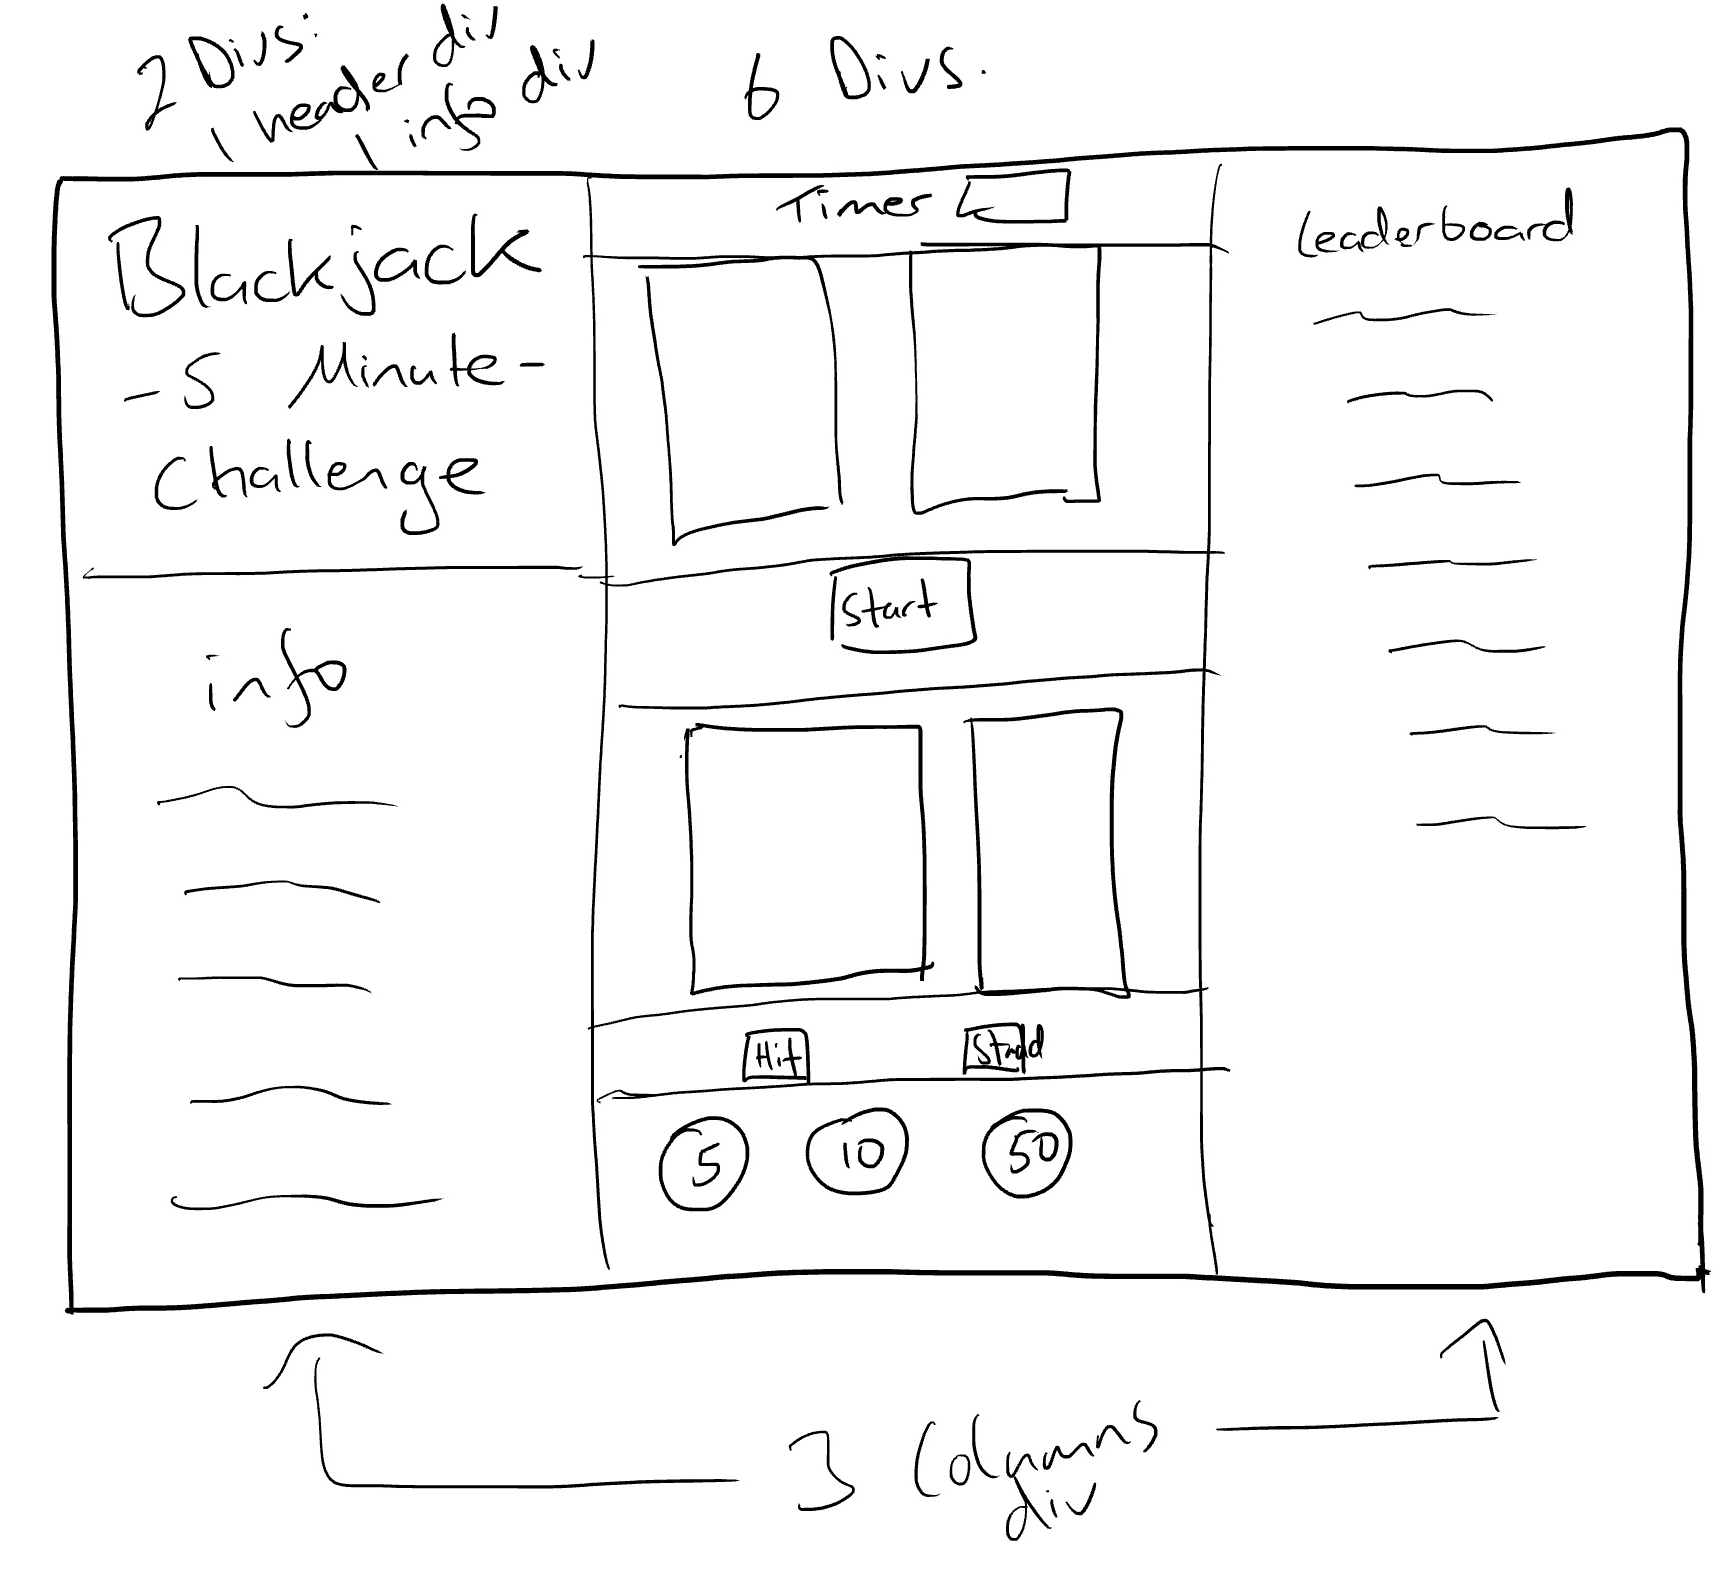 2 Divs:
1 header div
1 info div
6 Divs.
Blackjack
- 5 Minute -
Challenge
info
Timer
Start
Hit
Stand
5 10 50
Leaderboard
3 Columns
div